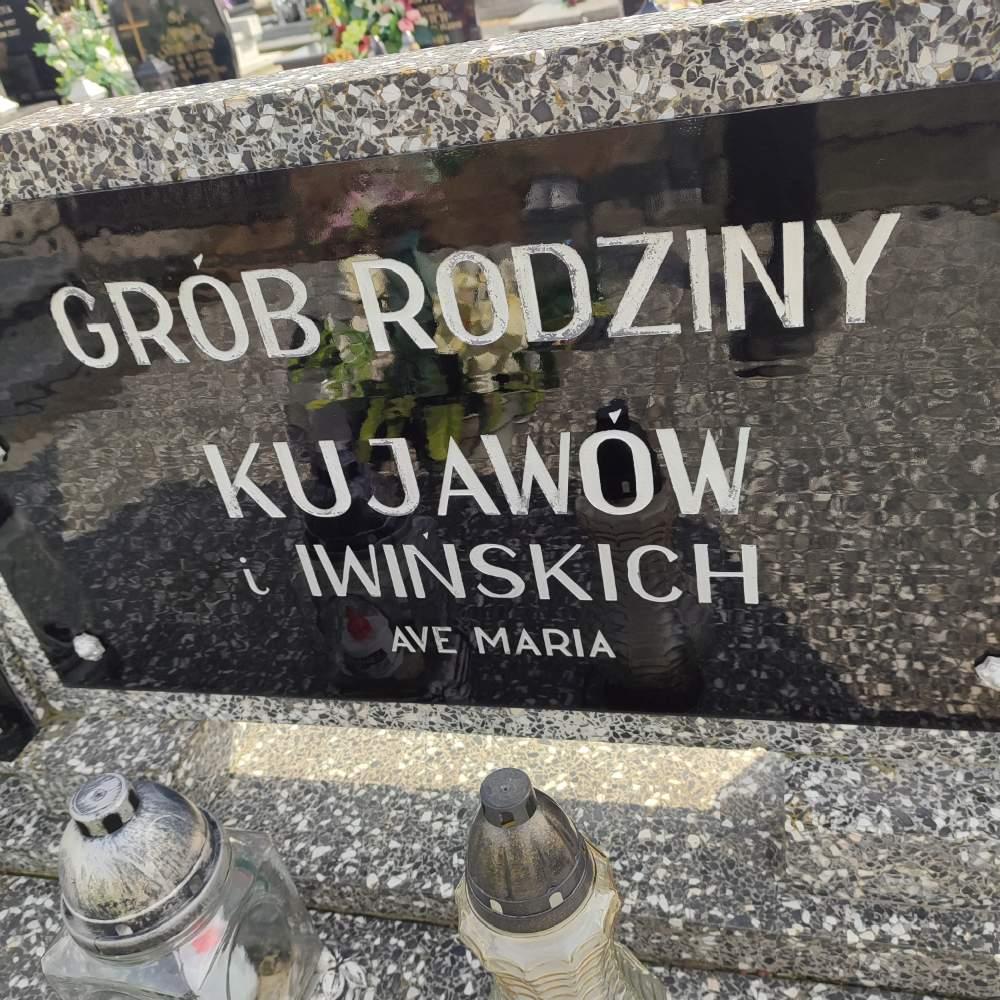 GRÓB RODZINY
KUJAWÓW
i IWIŃSKICH
AVE MARIA